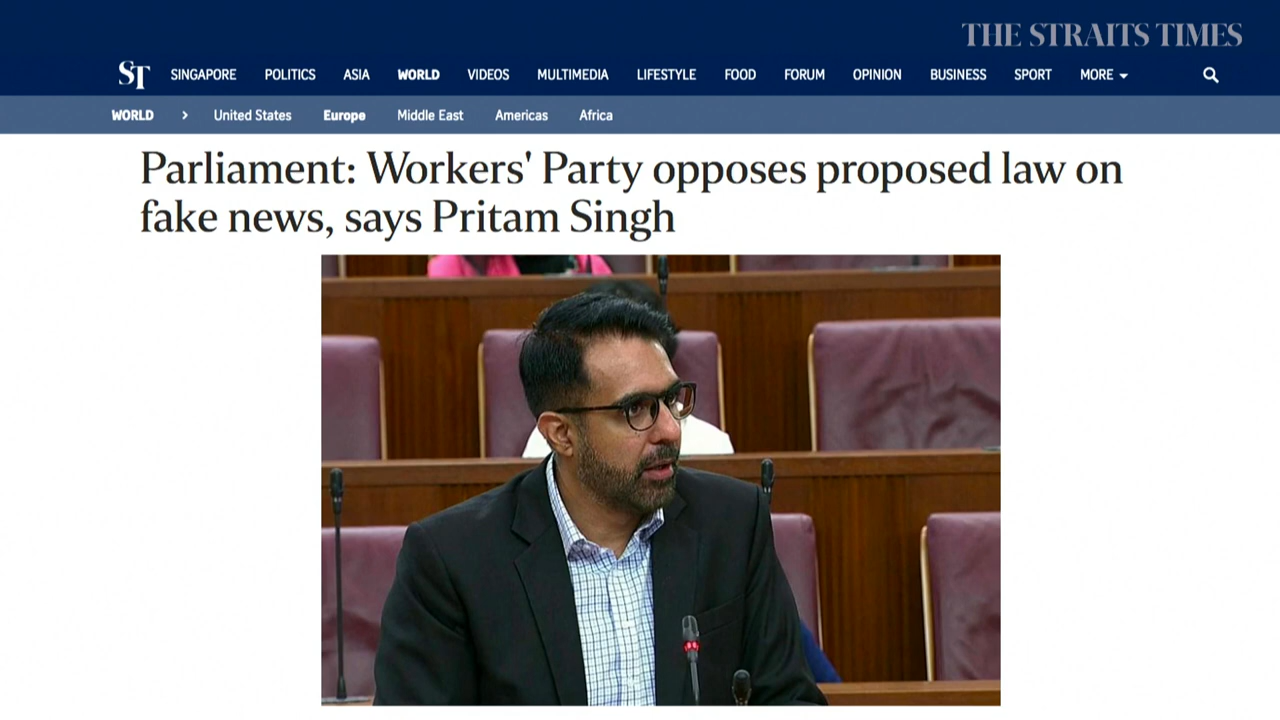 THE STRAITS TIMES
ST SINGAPORE POLITICS ASIA WORLD VIDEOS MULTIMEDIA LIFESTYLE FOOD FORUM OPINION BUSINESS SPORT MORE
WORLD > United States Europe Middle East Americas Africa
Parliament: Workers' Party opposes proposed law on
fake news, says Pritam Singh